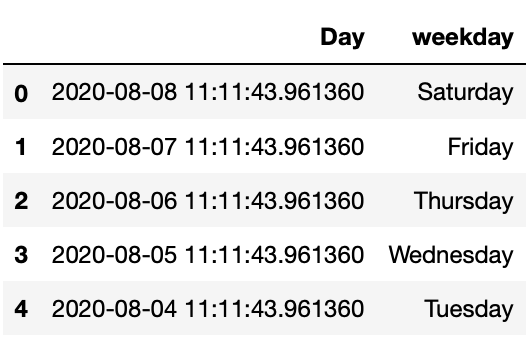 Day weekday
0 2020-08-08 11:11:43.961360 Saturday
1 2020-08-07 11:11:43.961360 Friday
2 2020-08-06 11:11:43.961360 Thursday
3 2020-08-05 11:11:43.961360 Wednesday
4 2020-08-04 11:11:43.961360 Tuesday